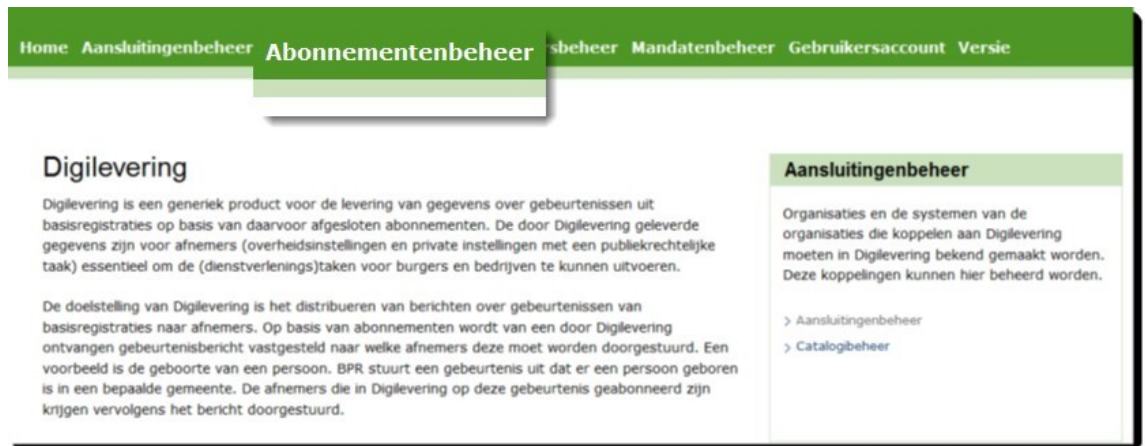 Home Aansluitingenbeheer Abonnementenbeheer sbeheer Mandatenbeheer Gebruikersaccount Versie
Digilevering
Digilevering is een generiek product voor de levering van gegevens over gebeurtenissen uit
basisregistraties op basis van daarvoor afgesloten abonnementen. De door Digilevering geleverde
gegevens zijn voor afnemers (overheidsinstellingen en private instellingen met een publiekrechtelijke
taak) essentieel om de (dienstverlenings)taken voor burgers en bedrijven te kunnen uitvoeren.
De doelstelling van Digilevering is het distribueren van berichten over gebeurtenissen van
basisregistraties naar afnemers. Op basis van abonnementen wordt van een door Digilevering
ontvangen gebeurtenisbericht vastgesteld naar welke afnemers deze moet worden doorgestuurd. Een
voorbeeld is de geboorte van een persoon. BPR stuurt een gebeurtenis uit dat er een persoon geboren
is in een bepaalde gemeente. De afnemers die in Digilevering op deze gebeurtenis geabonneerd zijn
krijgen vervolgens het bericht doorgestuurd.
Aansluitingenbeheer
Organisaties en de systemen van de
organisaties die koppelen aan Digilevering
moeten in Digilevering bekend gemaakt worden.
Deze koppelingen kunnen hier beheerd worden.
> Aansluitingenbeheer
> Catalogibeheer